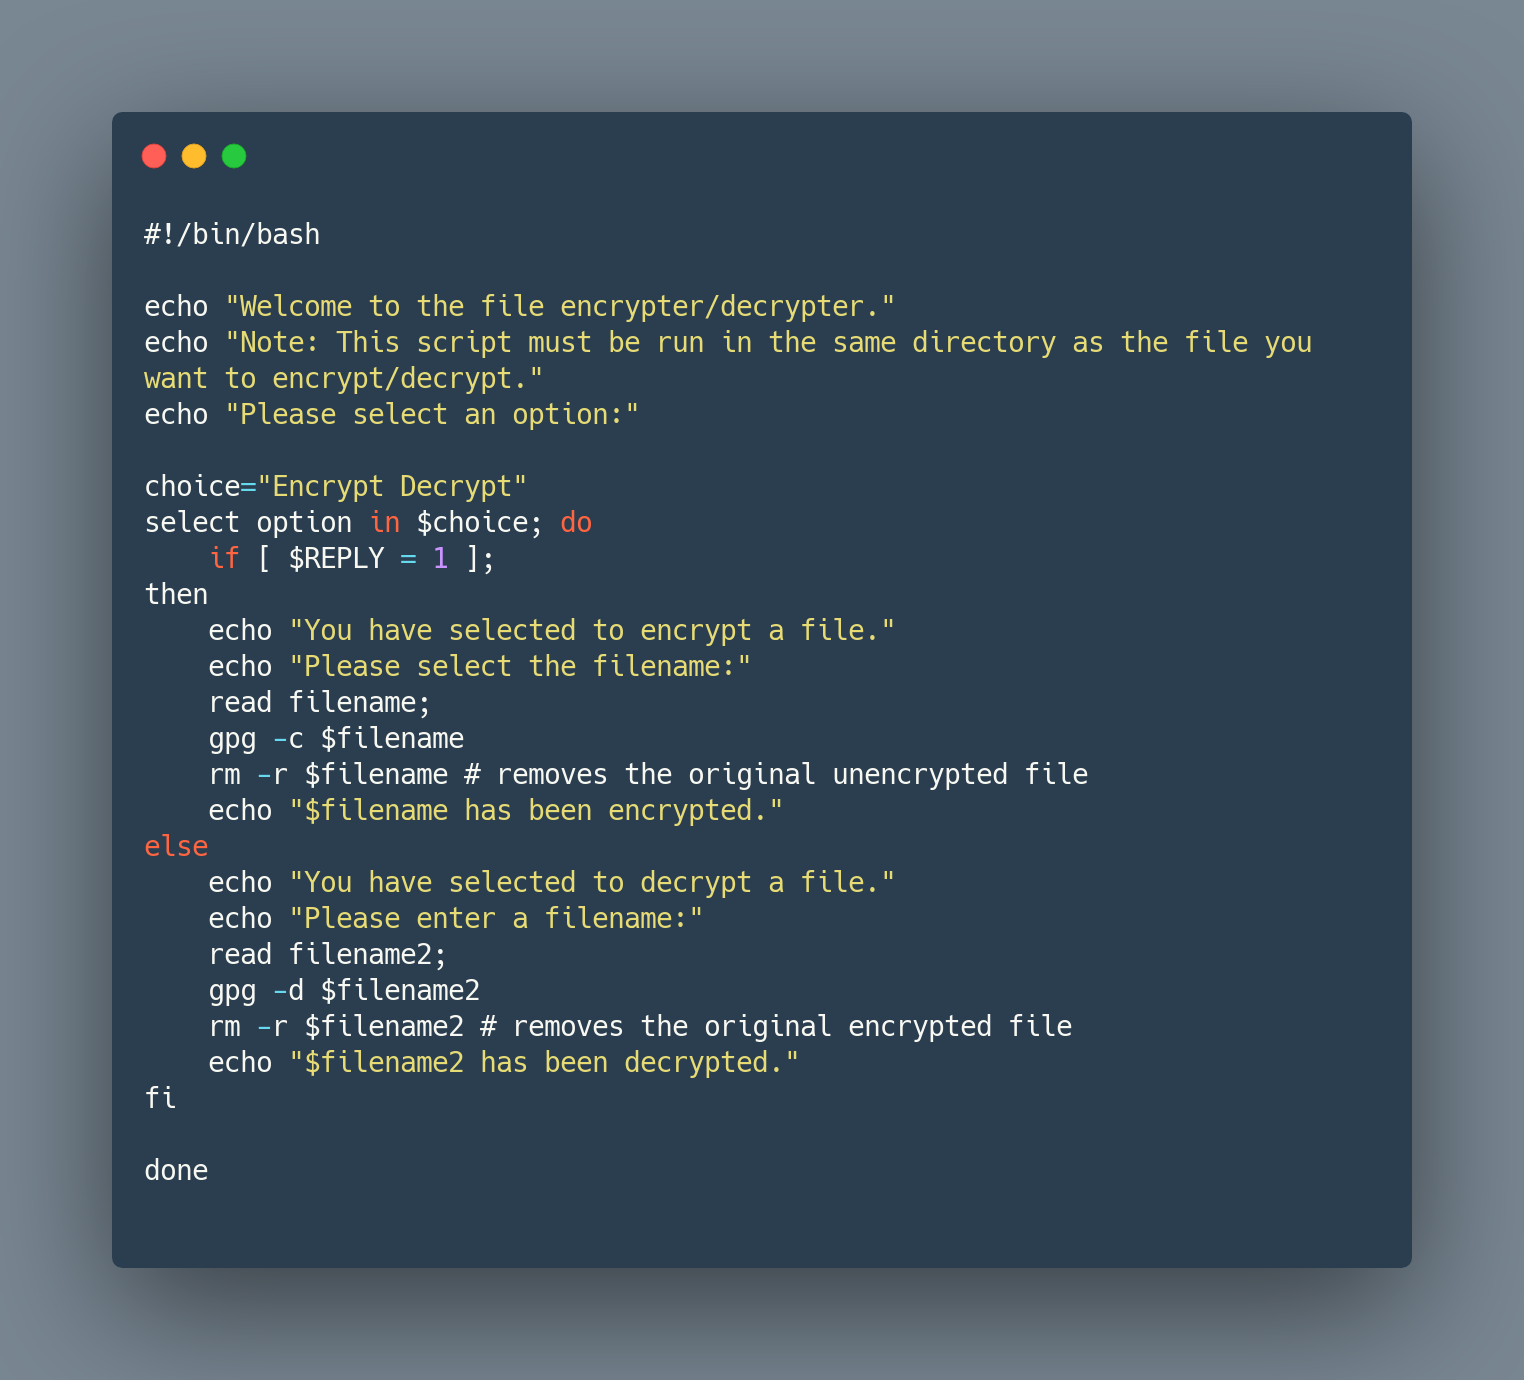 #!/bin/bash
echo "Welcome to the file encrypter/decrypter."
echo "Note: This script must be run in the same directory as the file you
want to encrypt/decrypt."
echo "Please select an option:"
choice="Encrypt Decrypt"
select option in $choice; do
    if [ $REPLY = 1 ];
then
    echo "You have selected to encrypt a file."
    echo "Please select the filename:"
    read filename;
    gpg -c $filename
    rm -r $filename # removes the original unencrypted file
    echo "$filename has been encrypted."
else
    echo "You have selected to decrypt a file."
    echo "Please enter a filename:"
    read filename2;
    gpg -d $filename2
    rm -r $filename2 # removes the original encrypted file
    echo "$filename2 has been decrypted."
fi
done